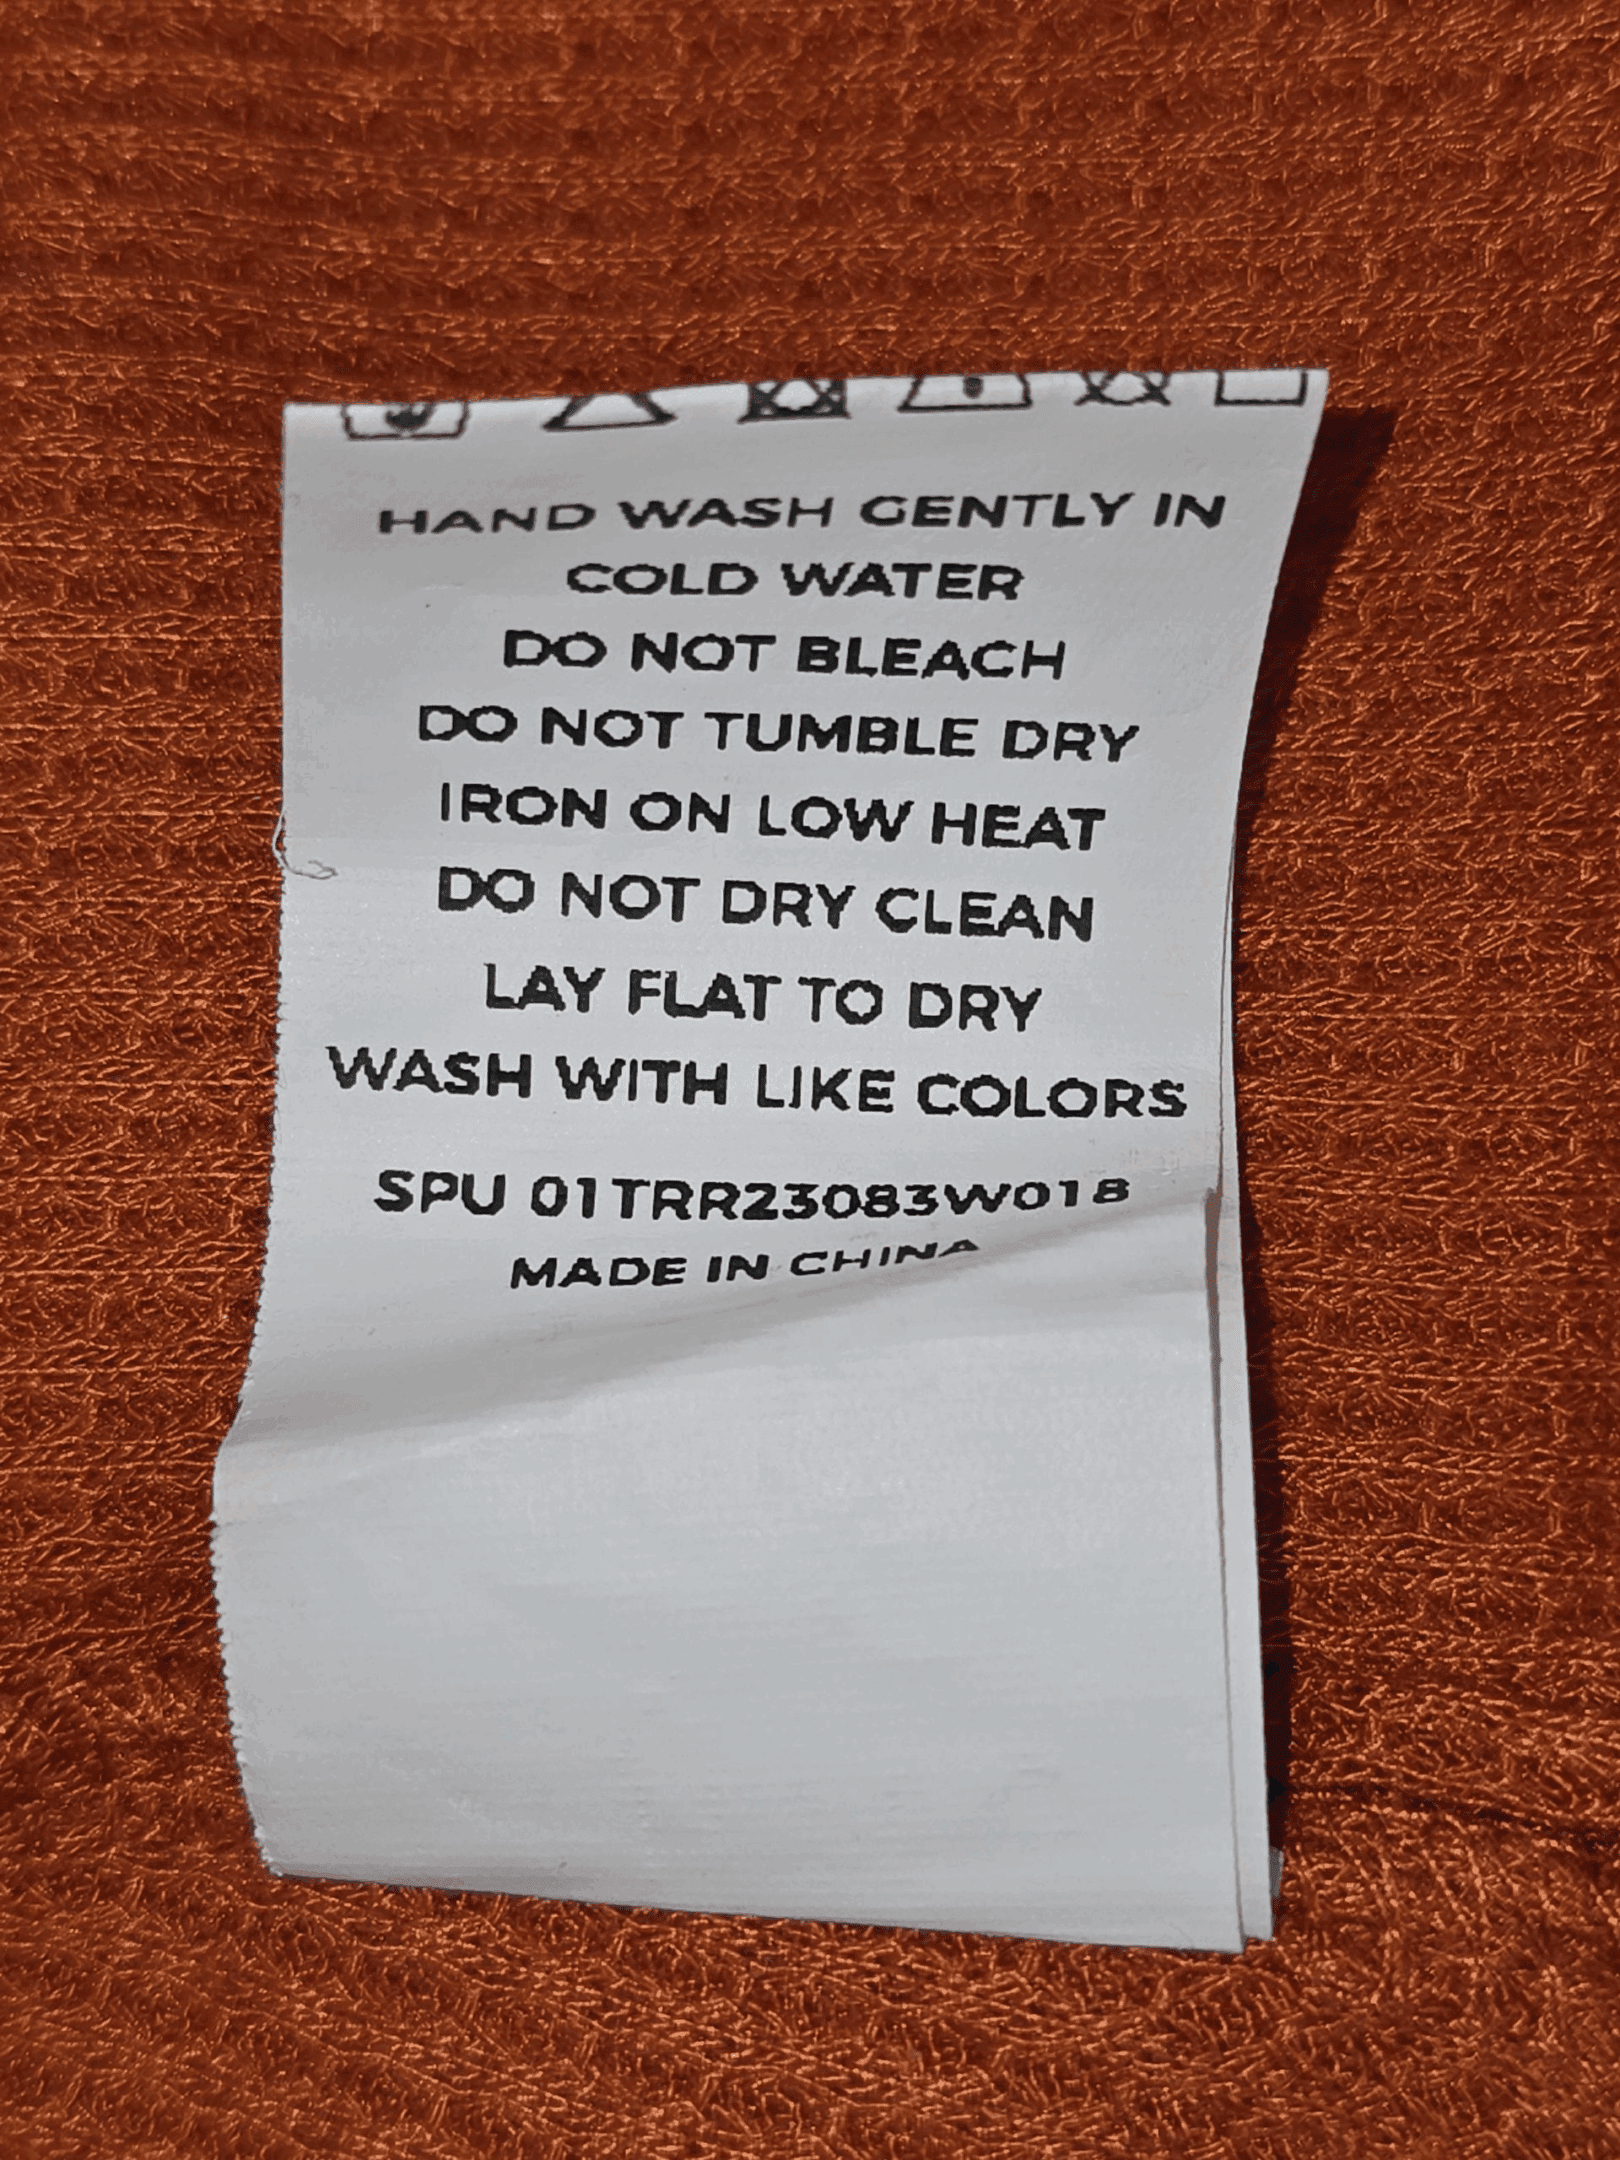 HAND WASH GENTLY IN
COLD WATER
DO NOT BLEACH
DO NOT TUMBLE DRY
IRON ON LOW HEAT
DO NOT DRY CLEAN
LAY FLAT TO DRY
WASH WITH LIKE COLORS
SPU 01TRR23083W018
MADE IN CHINA